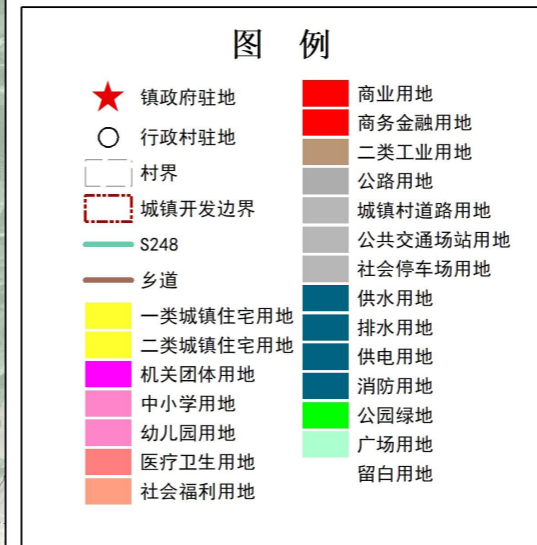 图 例
镇政府驻地
行政村驻地
村界
城镇开发边界
S248
乡道
一类城镇住宅用地
二类城镇住宅用地
机关团体用地
中小学用地
幼儿园用地
医疗卫生用地
社会福利用地
商业用地
商务金融用地
二类工业用地
公路用地
城镇村道路用地
公共交通场站用地
社会停车场用地
供水用地
排水用地
供电用地
消防用地
公园绿地
广场用地
留白用地